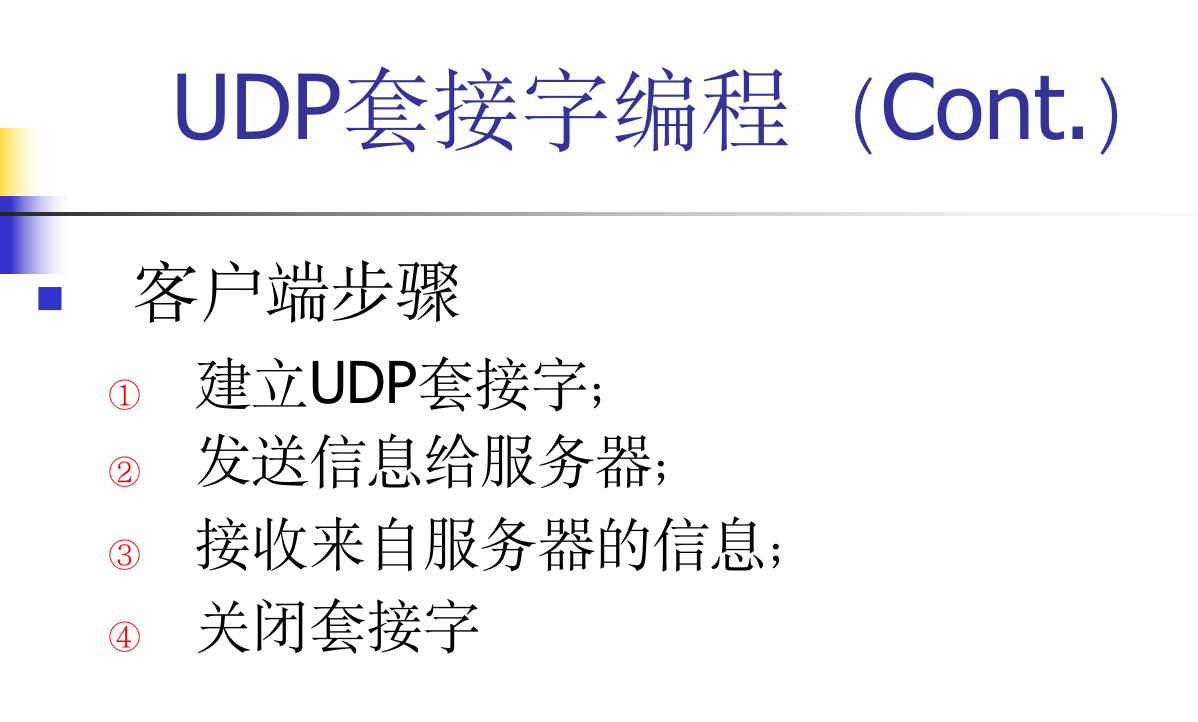 UDP套接字编程（Cont.）
客户端步骤
① 建立UDP套接字；
② 发送信息给服务器；
③ 接收来自服务器的信息；
④ 关闭套接字